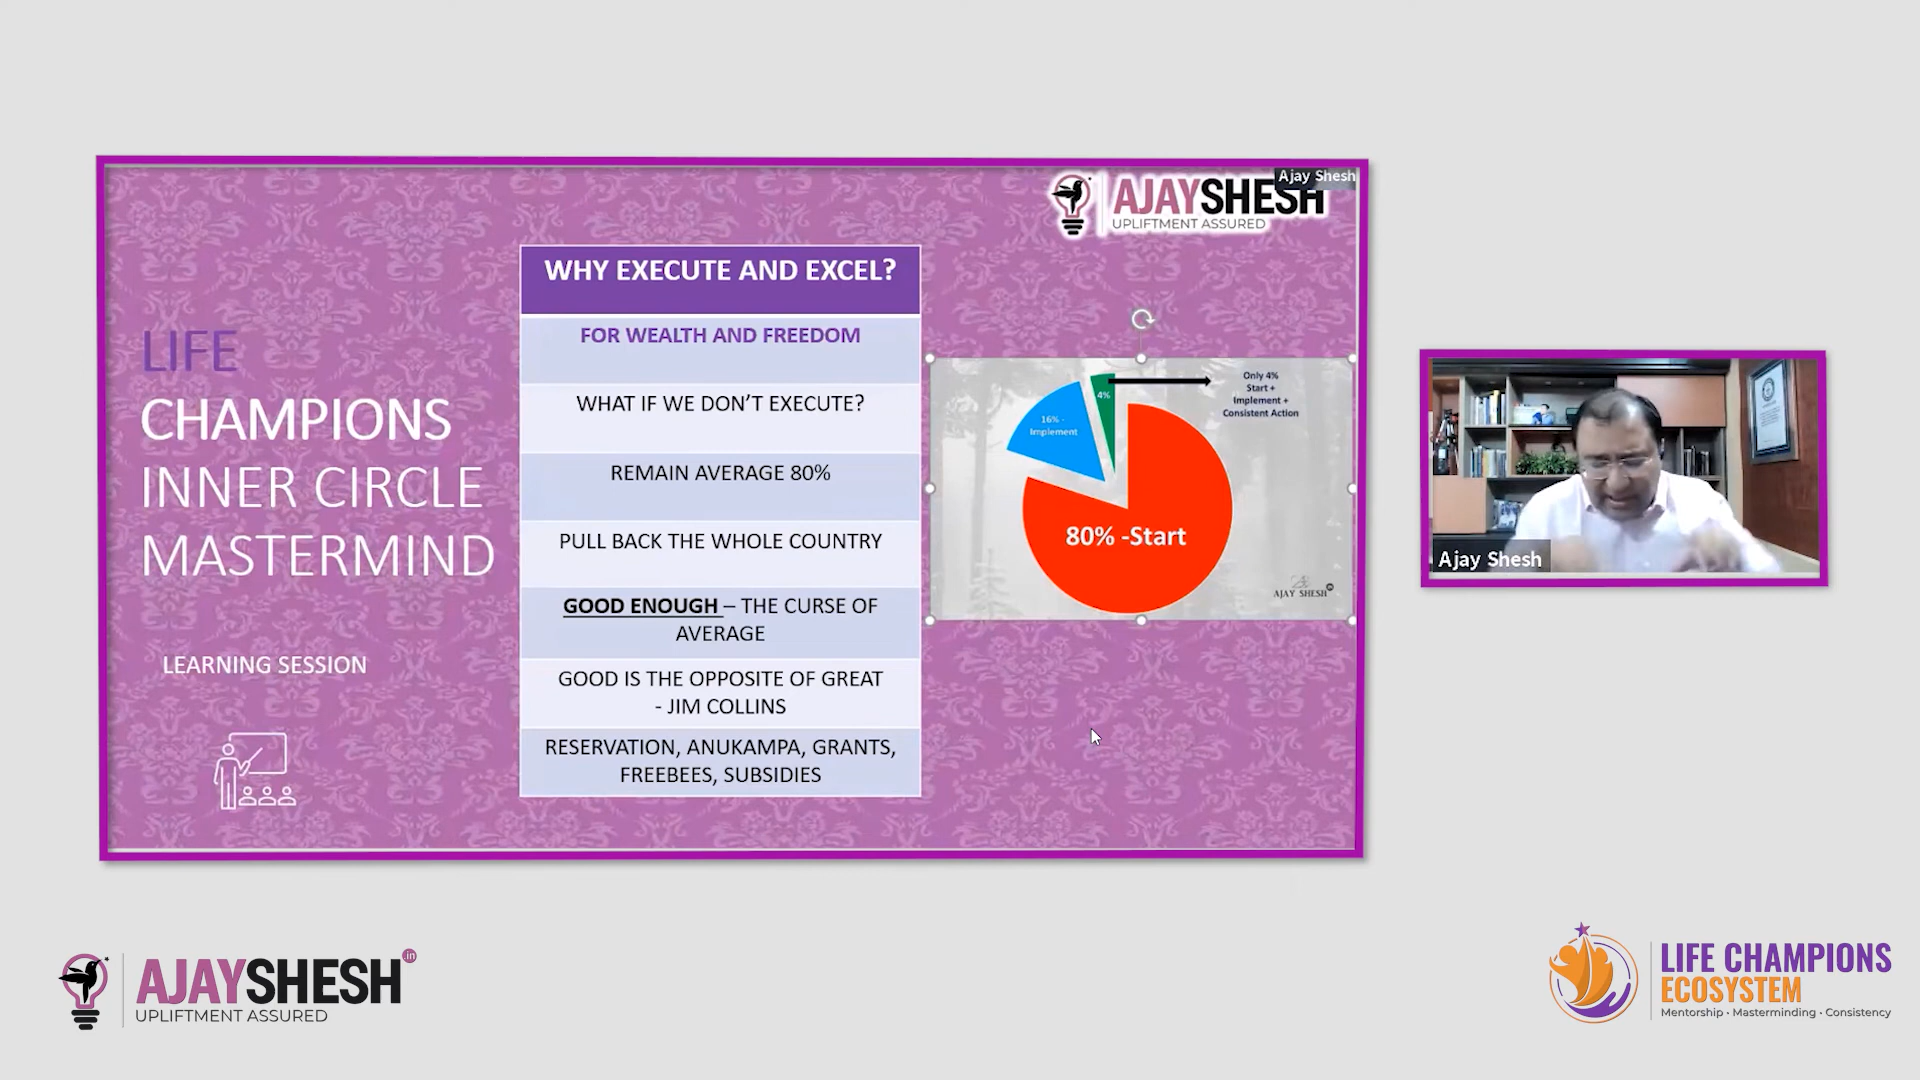 Ajay Shesh
AJAYSHESH
UPLIFTMENT ASSURED
LIFE
CHAMPIONS
INNER CIRCLE
MASTERMIND
LEARNING SESSION
WHY EXECUTE AND EXCEL?
FOR WEALTH AND FREEDOM
WHAT IF WE DON'T EXECUTE?
REMAIN AVERAGE 80%
PULL BACK THE WHOLE COUNTRY
GOOD ENOUGH – THE CURSE OF
AVERAGE
GOOD IS THE OPPOSITE OF GREAT
- JIM COLLINS
RESERVATION, ANUKAMPA, GRANTS,
FREEBEES, SUBSIDIES
4%
16% -
Implement
80% -Start
Only 4%
Start +
Implement +
Consistent Action
AJAY SHESH
Ajay Shesh
AJAYSHESH.in
UPLIFTMENT ASSURED
LIFE CHAMPIONS
ECOSYSTEM
Mentorship • Masterminding • Consistency